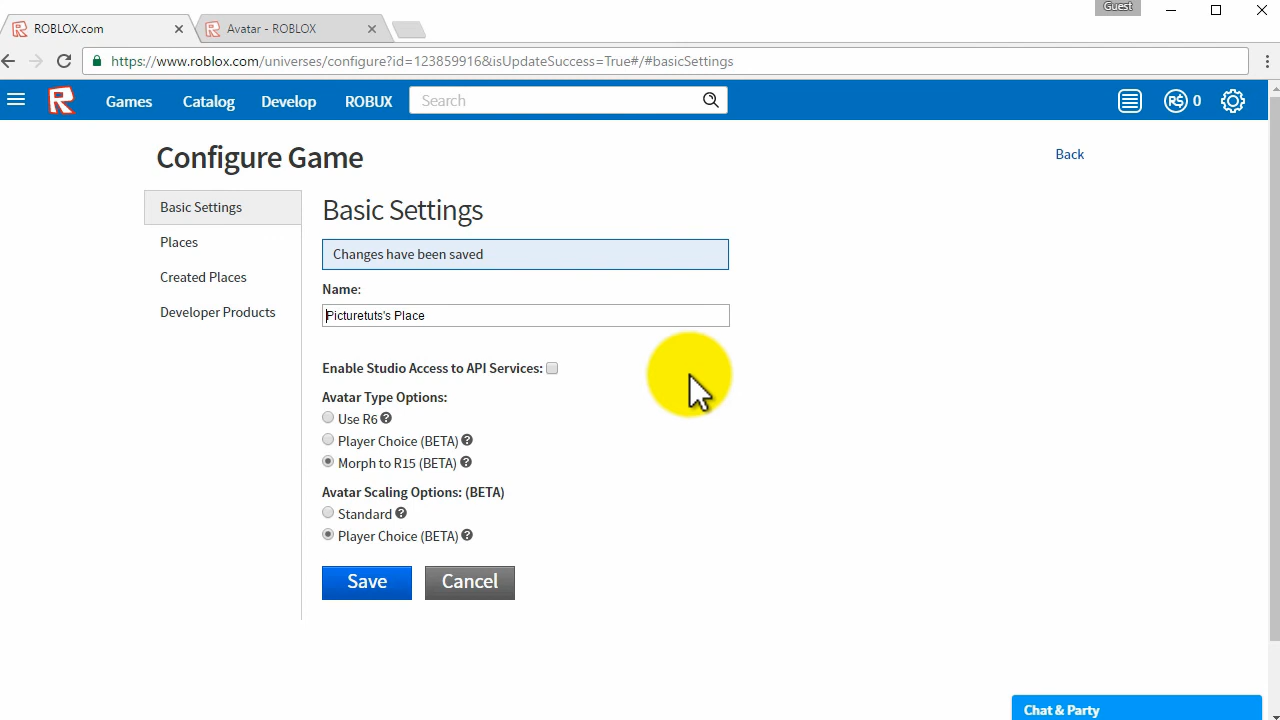 Guest
ROBLOX.com
Avatar - ROBLOX
https://www.roblox.com/universes/configure?id=123859916&isUpdateSuccess=True#/#basicSettings
Games Catalog Develop ROBUX Search R$ 0
Configure Game
Back
Basic Settings
Places
Created Places
Developer Products
Basic Settings
Changes have been saved
Name:
Picturetuts's Place
Enable Studio Access to API Services:
Avatar Type Options:
Use R6 ?
Player Choice (BETA) ?
Morph to R15 (BETA) ?
Avatar Scaling Options: (BETA)
Standard ?
Player Choice (BETA) ?
Save Cancel
Chat & Party